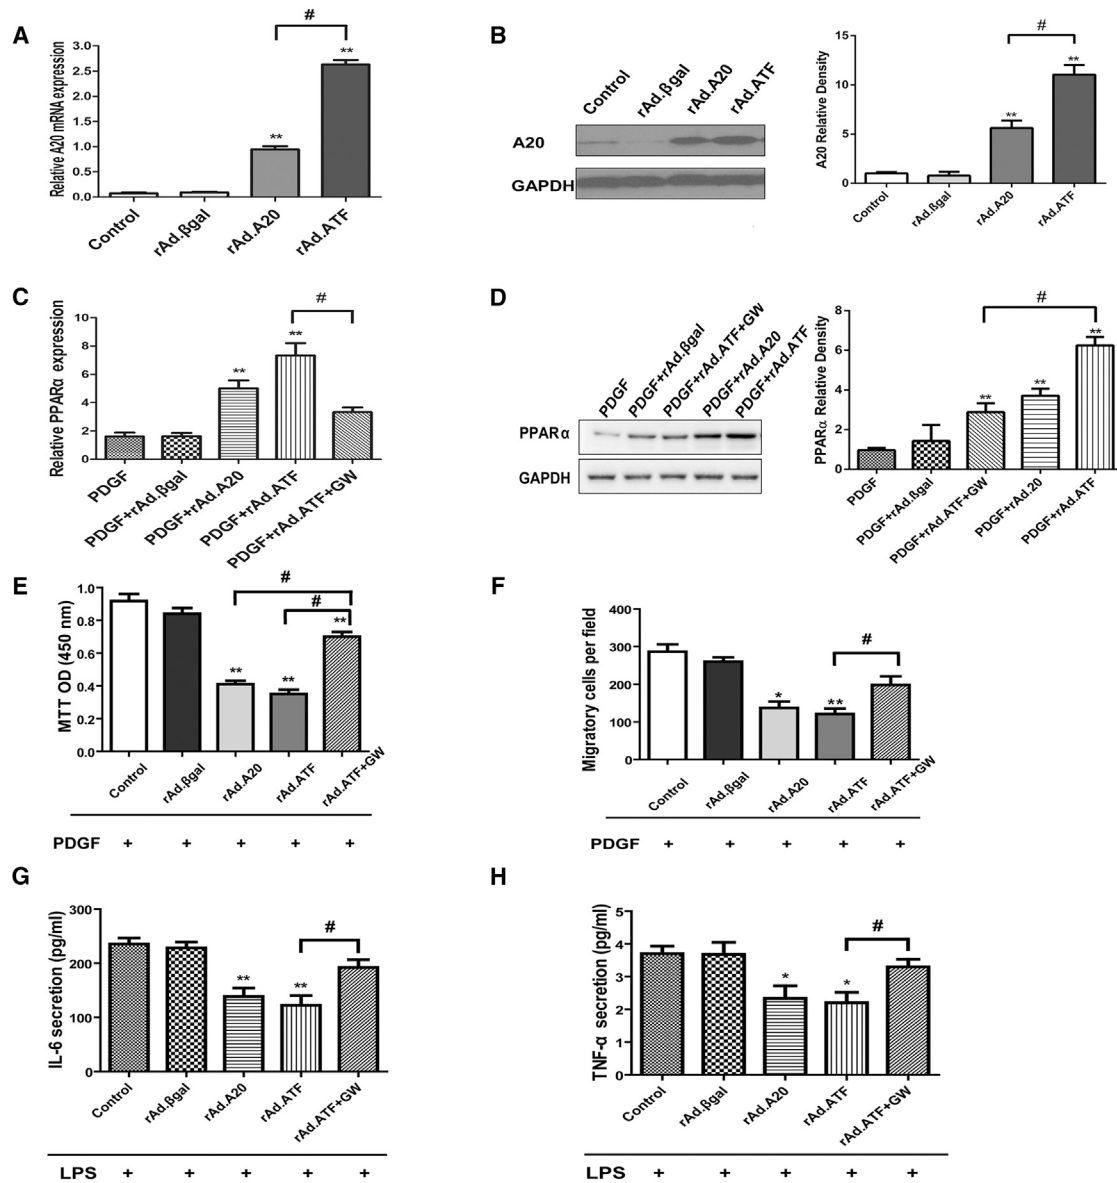 A
Relative A20 mRNA expression
3.0
2.5
2.0
1.5
1.0
0.5
0.0
#
**
**
Control
rAd.βgal
rAd.A20
rAd.ATF
B
Control
rAd.βgal
rAd.A20
rAd.ATF
A20
GAPDH
A20 Relative Density
15
10
5
0
#
**
**
Control
rAd.βgal
rAd.A20
rAd.ATF
C
Relative PPARα expression
10
8
6
4
2
0
#
**
**
PDGF
PDGF+rAd.βgal
PDGF+rAd.A20
PDGF+rAd.ATF
PDGF+rAd.ATF+GW
D
PDGF
PDGF+rAd.βgal
PDGF+rAd.ATF+GW
PDGF+rAd.A20
PDGF+rAd.ATF
PPARα
GAPDH
PPARα Relative Density
8
6
4
2
0
#
**
**
**
PDGF
PDGF+rAd.βgal
PDGF+rAd.ATF+GW
PDGF+rAd.20
PDGF+rAd.ATF
E
MTT OD (450 nm)
1.0
0.8
0.6
0.4
0.2
0.0
#
#
**
**
**
Control
rAd.βgal
rAd.A20
rAd.ATF
rAd.ATF+GW
PDGF + + + + +
F
Migratory cells per field
400
300
200
100
0
#
*
**
Control
rAd.βgal
rAd.A20
rAd.ATF
rAd.ATF+GW
PDGF + + + + +
G
IL-6 secretion (pg/ml)
300
200
100
0
#
**
**
Control
rAd.βgal
rAd.A20
rAd.ATF
rAd.ATF+GW
LPS + + + + +
H
TNF-α secretion (pg/ml)
5
4
3
2
1
0
#
*
*
Control
rAd.βgal
rAd.A20
rAd.ATF
rAd.ATF+GW
LPS + + + + +